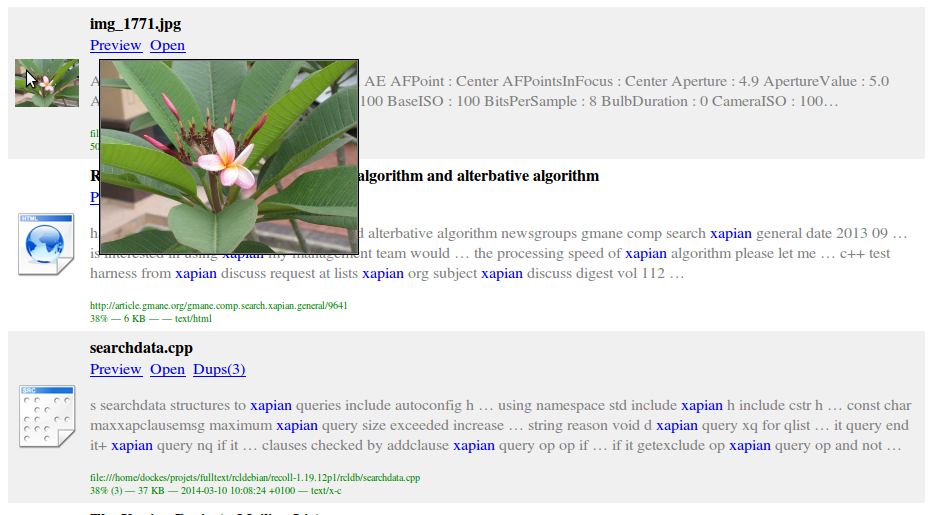 img_1771.jpg
Preview Open
A AE AFPoint : Center AFPointsInFocus : Center Aperture : 4.9 ApertureValue : 5.0
A 100 BaseISO : 100 BitsPerSample : 8 BulbDuration : 0 CameraISO : 100…
fil
50
R algorithm and alterbative algorithm
P
HTML
h d alterbative algorithm newsgroups gmane comp search xapian general date 2013 09 …
is interested in using xapian my management team would … the processing speed of xapian algorithm please let me … c++ test
harness from xapian discuss request at lists xapian org subject xapian discuss digest vol 112 …
http://article.gmane.org/gmane.comp.search.xapian.general/9641
38% — 6 KB — — text/html
searchdata.cpp
Preview Open Dups(3)
SRC
s searchdata structures to xapian queries include autoconfig h … using namespace std include xapian h include cstr h … const char
maxxapclausemsg maximum xapian query size exceeded increase … string reason void d xapian query xq for qlist … it query end
it+ xapian query nq if it … clauses checked by addclause xapian query op op if … if it getexclude op xapian query op and not …
file:///home/dockes/projets/fulltext/rcldebian/recoll-1.19.12p1/rcldb/searchdata.cpp
38% (3) — 37 KB — 2014-03-10 10:08:24 +0100 — text/x-c